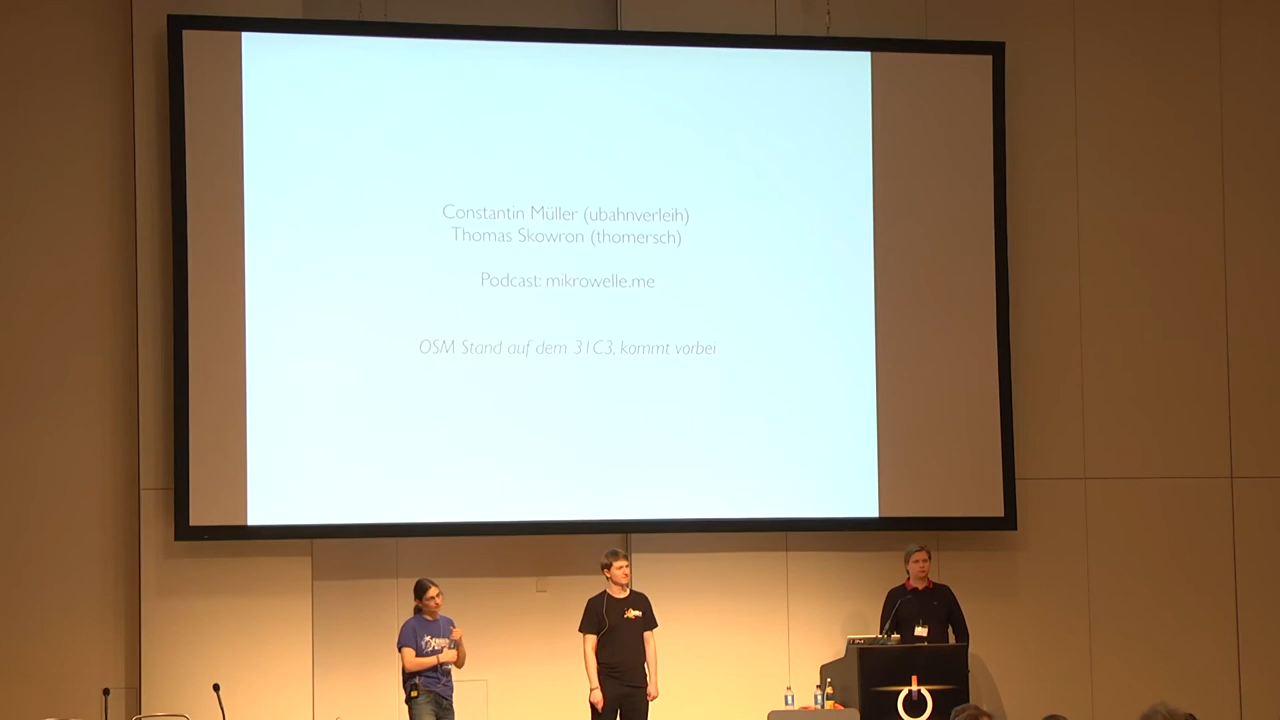 Constantin Müller (ubahnverleih)
Thomas Skowron (thomersch)
Podcast: mikrowelle.me
OSM Stand auf dem 31C3, kommt vorbei